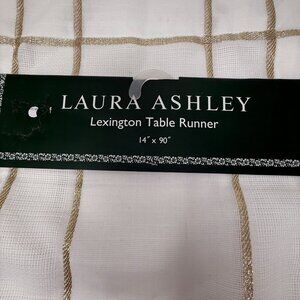 LAURA ASHLEY
Lexington Table Runner
14" x 90"